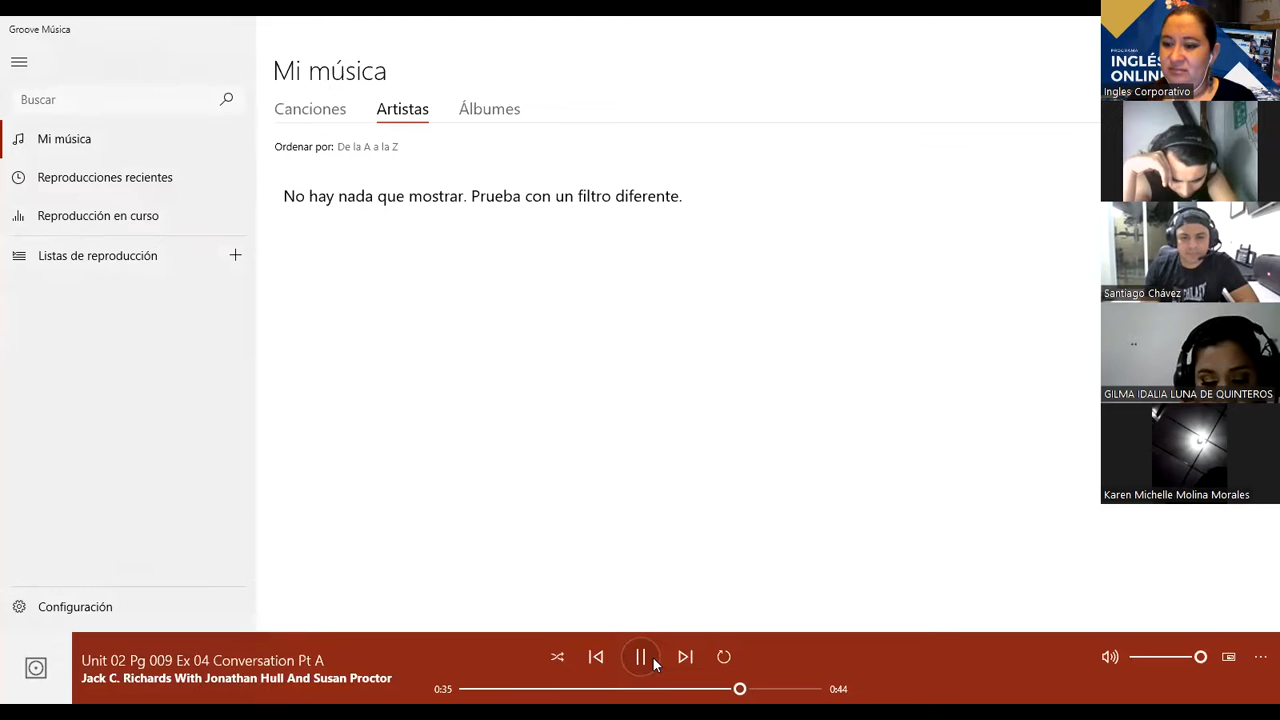 Groove Música
Buscar
Mi música
Reproducciones recientes
Reproducción en curso
Listas de reproducción
Configuración
Mi música
Canciones
Artistas
Álbumes
Ordenar por: De la A a la Z
No hay nada que mostrar. Prueba con un filtro diferente.
PROGRAMA
INGLÉS
ONLINE
Ingles Corporativo
Santiago Chávez
GILMA IDALIA LUNA DE QUINTEROS
Karen Michelle Molina Morales
Unit 02 Pg 009 Ex 04 Conversation Pt A
Jack C. Richards With Jonathan Hull And Susan Proctor
0:35
0:44